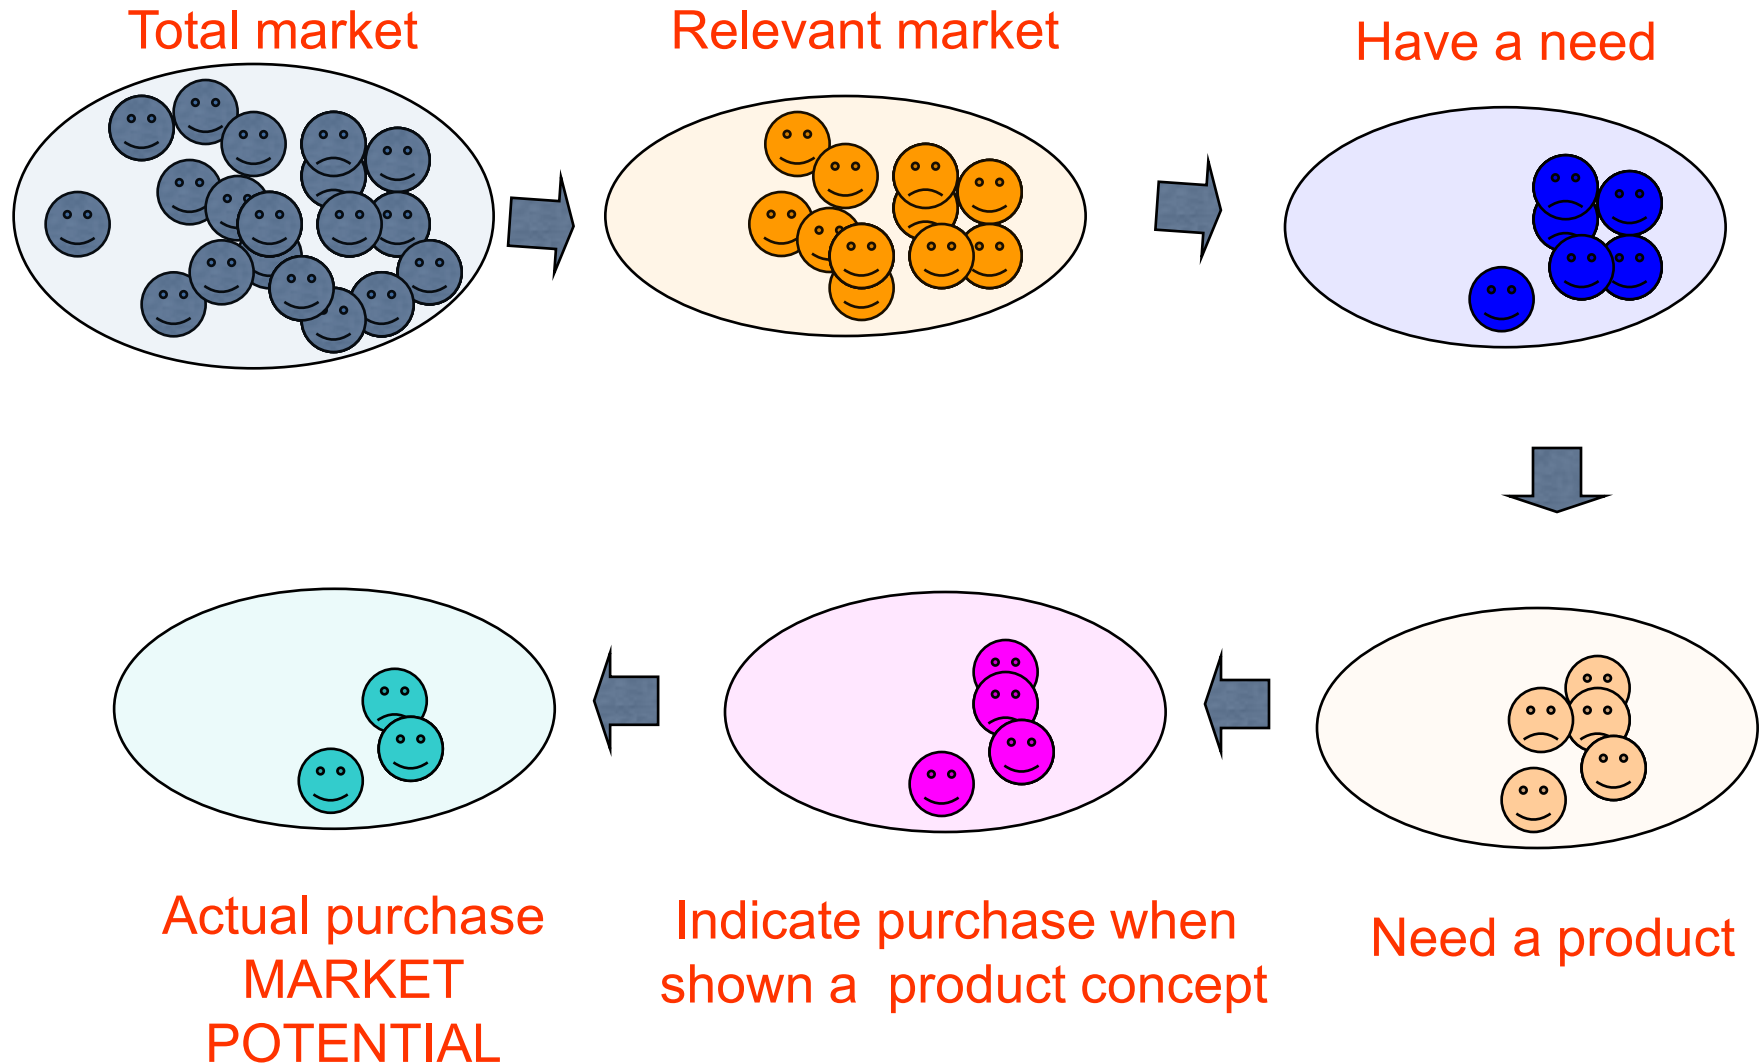 Total market
Relevant market
Have a need
Actual purchase
MARKET
POTENTIAL
Indicate purchase when
shown a  product concept
Need a product